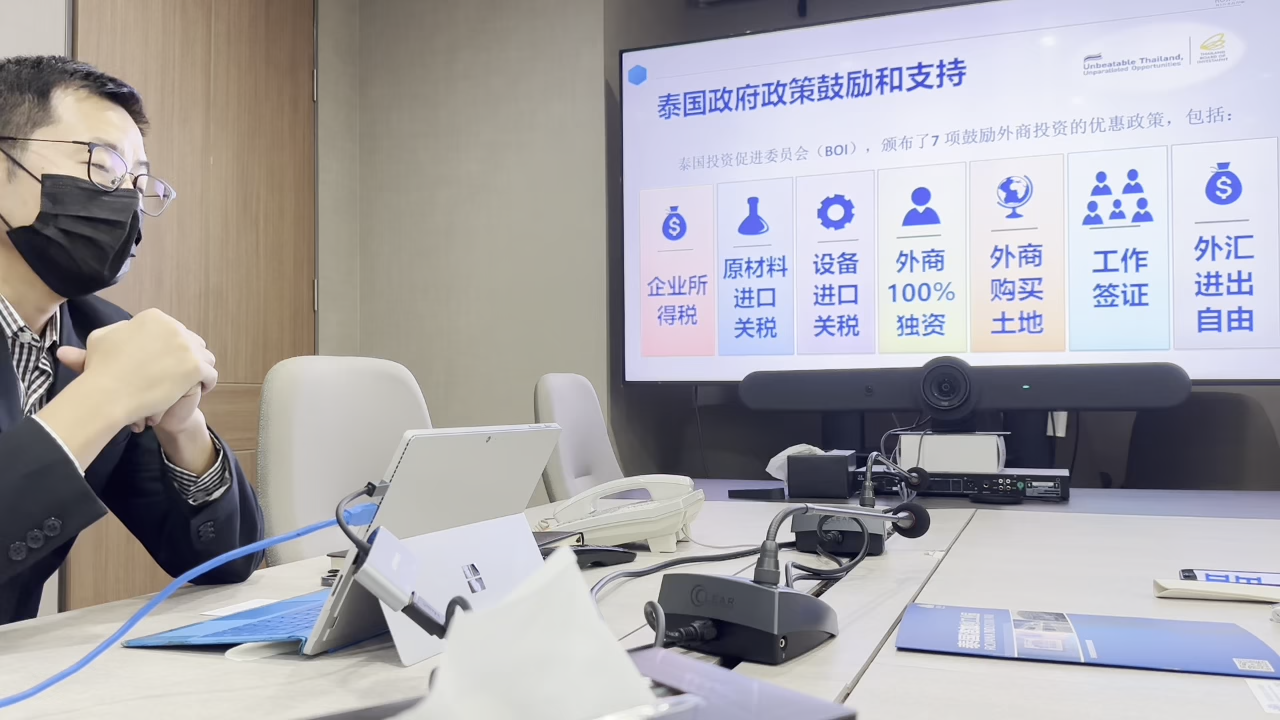 泰国政府政策鼓励和支持
Unbeatable Thailand,
Unparalleled Opportunities
THAILAND
BOARD OF
INVESTMENT
泰国投资促进委员会（BOI），颁布了7 项鼓励外商投资的优惠政策，包括：
企业所
得税
原材料
进口
关税
设备
进口
关税
外商
100%
独资
外商
购买
土地
工作
签证
外汇
进出
自由
CLEAR